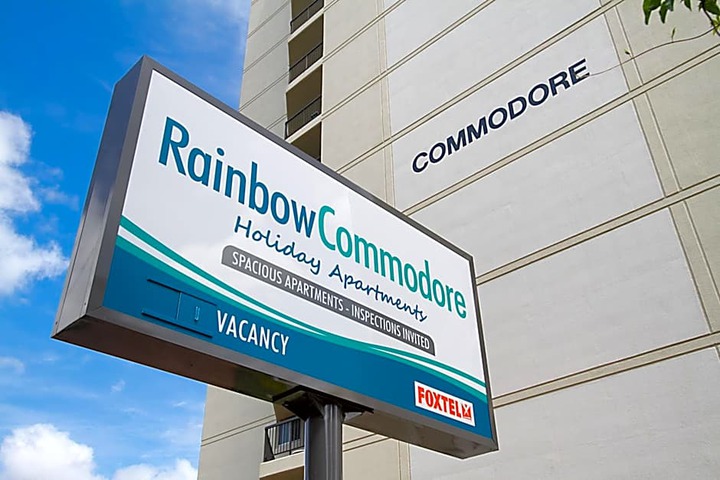 COMMODORE
RainbowCommodore
Holiday Apartments
SPACIOUS APARTMENTS - INSPECTIONS INVITED
VACANCY
FOXTEL